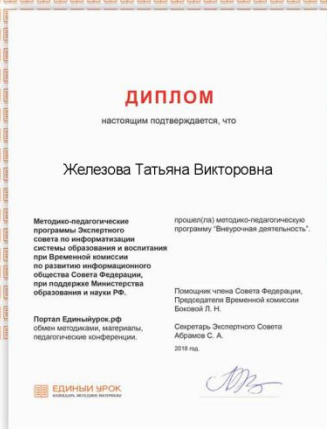 ДИПЛОМ
настоящим подтверждается, что
Железова Татьяна Викторовна
Методико-педагогические
программы Экспертного
совета по информатизации
системы образования и воспитания
при Временной комиссии
по развитию информационного
общества Совета Федерации,
при поддержке Министерства
образования и науки РФ.
Портал Единыйурок.рф
обмен методиками, материалы,
педагогические конференции.
прошел(ла) методико-педагогическую
программу "Внеурочная деятельность".
Помощник члена Совета Федерации,
Председателя Временной комиссии
Боковой Л. Н.
Секретарь Экспертного Совета
Абрамов С. А.
2018 год.
ЕДИНЫЙ УРОК
КАЛЕНДАРЬ МЕТОДИКИ МАТЕРИАЛЫ